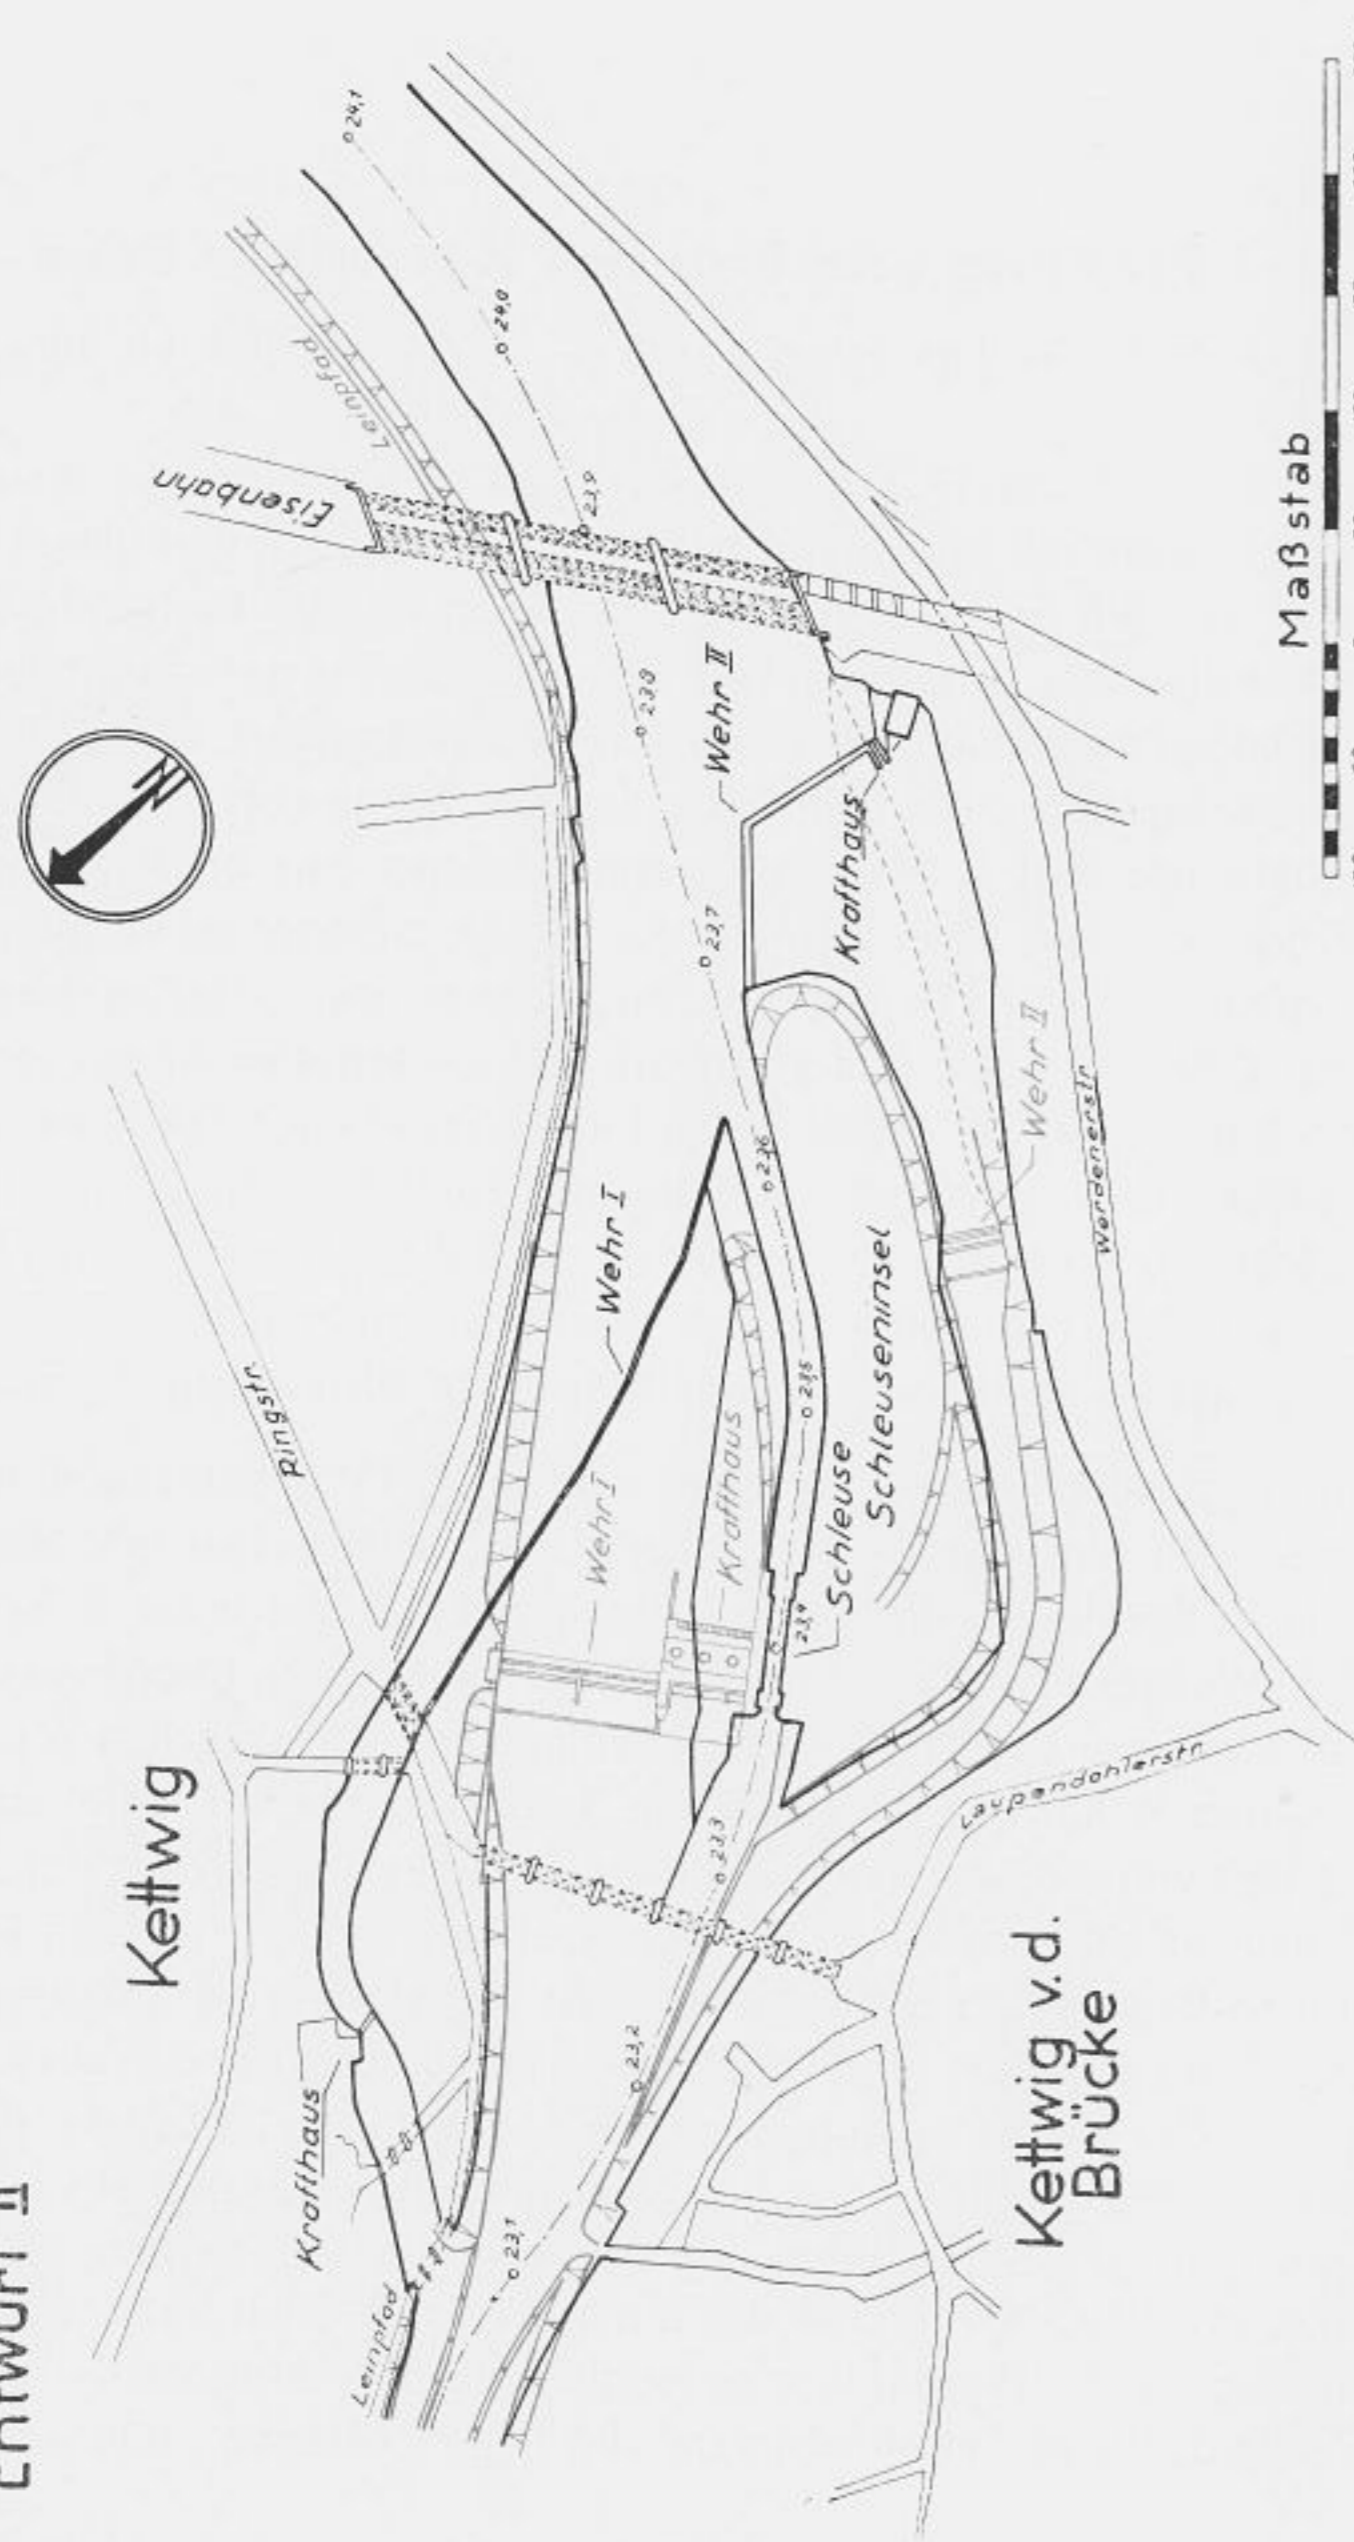 Entwurf II
Kettwig
Krafthaus
Leinpfad
Ringstr.
Eisenbahn
Leinpfad
N
23,1
23,2
23,3
23,4
23,5
23,6
23,7
23,8
23,9
24,0
24,1
Wehr I
Wehr I
Krafthaus
Schleuse
Schleuseninsel
Wehr II
Krafthaus
Wehr II
Werdenerstr
Laupendahlerstr
Kettwig v.d.
Brücke
Maßstab